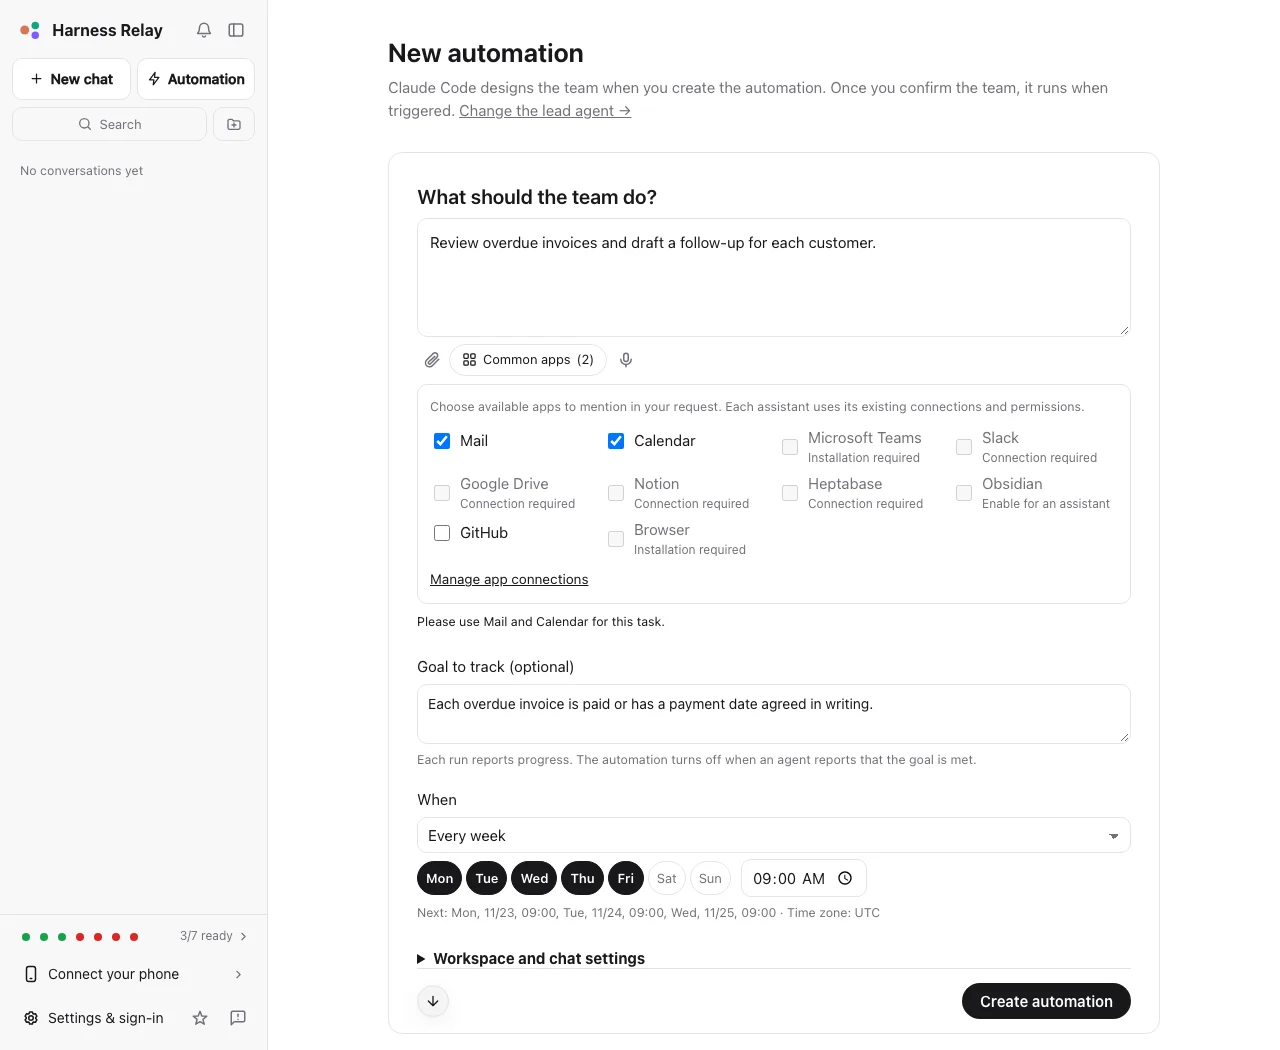 Harness Relay
New chat
Automation
Search
No conversations yet
3/7 ready
Connect your phone
Settings & sign-in
New automation
Claude Code designs the team when you create the automation. Once you confirm the team, it runs when
triggered. Change the lead agent →
What should the team do?
Review overdue invoices and draft a follow-up for each customer.
Common apps (2)
Choose available apps to mention in your request. Each assistant uses its existing connections and permissions.
Mail
Calendar
Microsoft Teams
Installation required
Slack
Connection required
Google Drive
Connection required
Notion
Connection required
Heptabase
Connection required
Obsidian
Enable for an assistant
GitHub
Browser
Installation required
Manage app connections
Please use Mail and Calendar for this task.
Goal to track (optional)
Each overdue invoice is paid or has a payment date agreed in writing.
Each run reports progress. The automation turns off when an agent reports that the goal is met.
When
Every week
Mon Tue Wed Thu Fri Sat Sun 09:00 AM
Next: Mon, 11/23, 09:00, Tue, 11/24, 09:00, Wed, 11/25, 09:00 · Time zone: UTC
Workspace and chat settings
Create automation